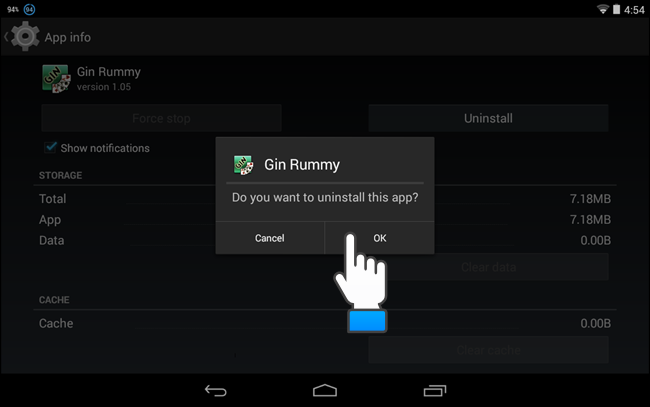 94% 94 4:54
App info
GIN
Gin Rummy
version 1.05
Force stop Uninstall
Show notifications
STORAGE
Total 7.18MB
App 7.18MB
Data 0.00B
Clear data
CACHE
Cache 0.00B
Clear cache
Gin Rummy
Do you want to uninstall this app?
Cancel OK